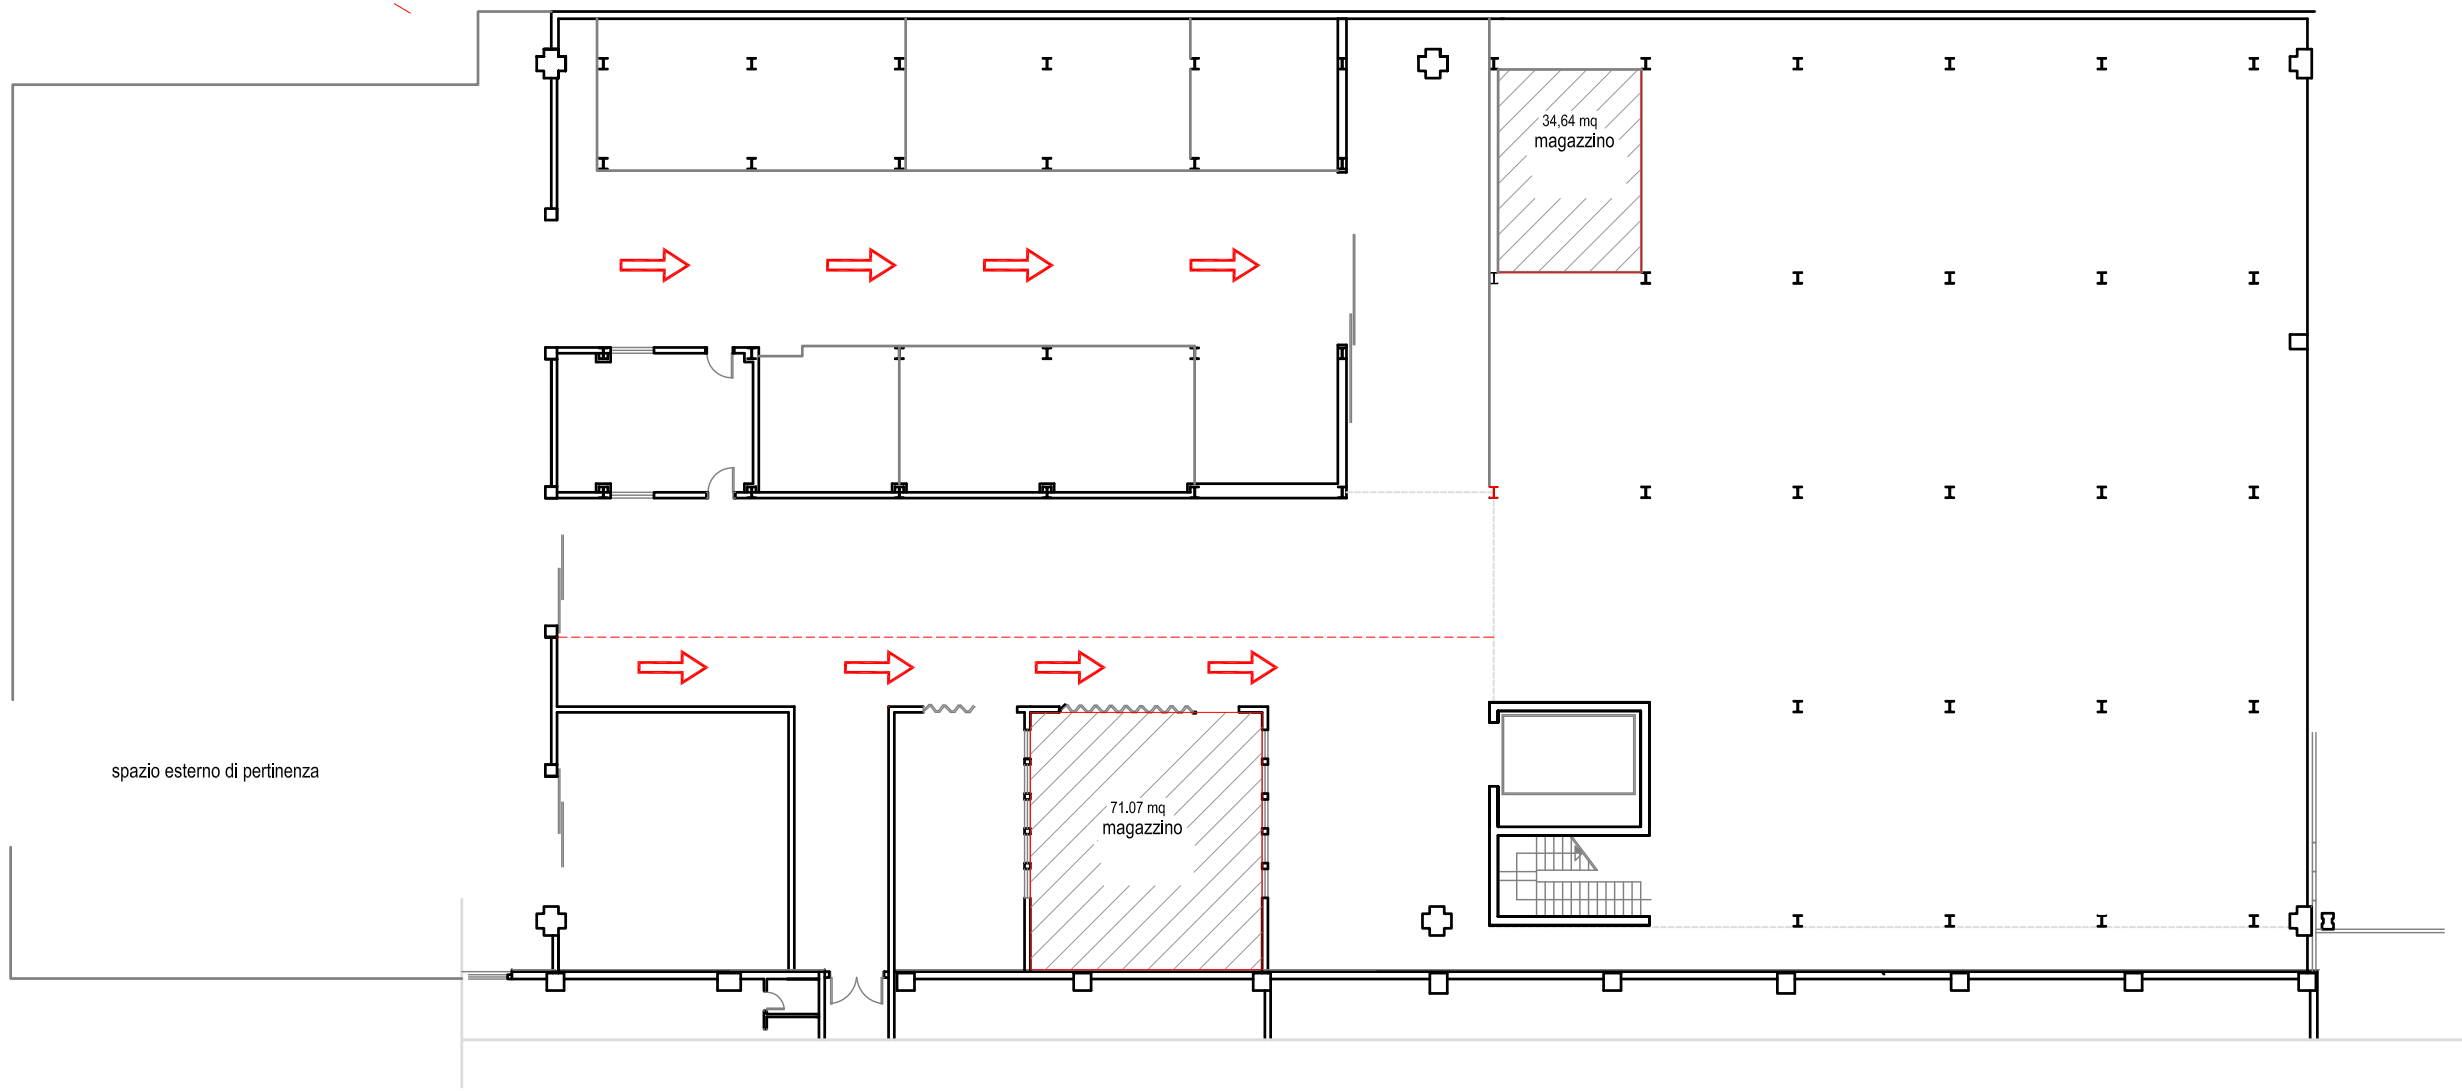 34,64 mq
magazzino
spazio esterno di pertinenza
71.07 mq
magazzino